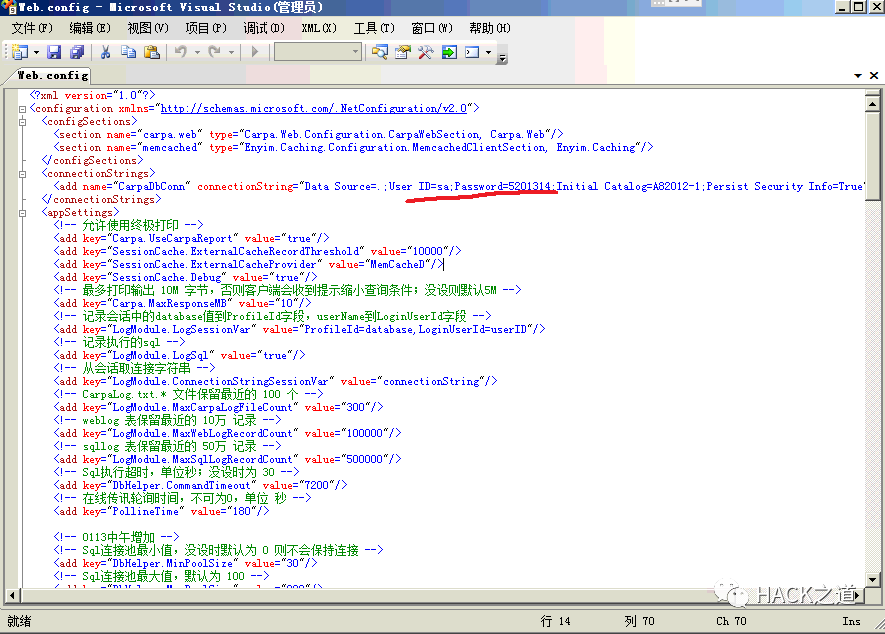 Web.config - Microsoft Visual Studio(管理员)
文件(F) 编辑(E) 视图(V) 项目(P) 调试(D) XML(X) 工具(T) 窗口(W) 帮助(H)
Web.config
<?xml version="1.0"?>
<configuration xmlns="http://schemas.microsoft.com/.NetConfiguration/v2.0">
<configSections>
<section name="carpa.web" type="Carpa.Web.Configuration.CarpaWebSection, Carpa.Web"/>
<section name="memcached" type="Enyim.Caching.Configuration.MemcachedClientSection, Enyim.Caching"/>
</configSections>
<connectionStrings>
<add name="CarpaDbConn" connectionString="Data Source=.;User ID=sa;Password=5201314;Initial Catalog=A82012-1;Persist Security Info=True"
</connectionStrings>
<appSettings>
<!-- 允许使用终极打印 -->
<add key="Carpa.UseCarpaReport" value="true"/>
<add key="SessionCache.ExternalCacheRecordThreshold" value="10000"/>
<add key="SessionCache.ExternalCacheProvider" value="MemCacheD"/>
<add key="SessionCache.Debug" value="true"/>
<!-- 最多打印输出 10M 字节，否则客户端会收到提示缩小查询条件；没设则默认5M -->
<add key="Carpa.MaxResponseMB" value="10"/>
<!-- 记录会话中的database值到ProfileId字段，userName到LoginUserId字段 -->
<add key="LogModule.LogSessionVar" value="ProfileId=database,LoginUserId=userID"/>
<!-- 记录执行的sql -->
<add key="LogModule.LogSql" value="true"/>
<!-- 从会话取连接字符串 -->
<add key="LogModule.ConnectionStringSessionVar" value="connectionString"/>
<!-- CarpaLog.txt.* 文件保留最近的 100 个 -->
<add key="LogModule.MaxCarpaLogFileCount" value="300"/>
<!-- weblog 表保留最近的 10万 记录 -->
<add key="LogModule.MaxWebLogRecordCount" value="100000"/>
<!-- sqllog 表保留最近的 50万 记录 -->
<add key="LogModule.MaxSqlLogRecordCount" value="500000"/>
<!-- Sql执行超时，单位秒；没设时为 30 -->
<add key="DbHelper.CommandTimeout" value="7200"/>
<!-- 在线传讯轮询时间，不可为0，单位 秒 -->
<add key="PollineTime" value="180"/>
<!-- 0113中午增加 -->
<!-- Sql连接池最小值，没设时默认为 0 则不会保持连接 -->
<add key="DbHelper.MinPoolSize" value="30"/>
<!-- Sql连接池最大值，默认为 100 -->
HACK之道
就绪 行 14 列 70 Ch 70 Ins